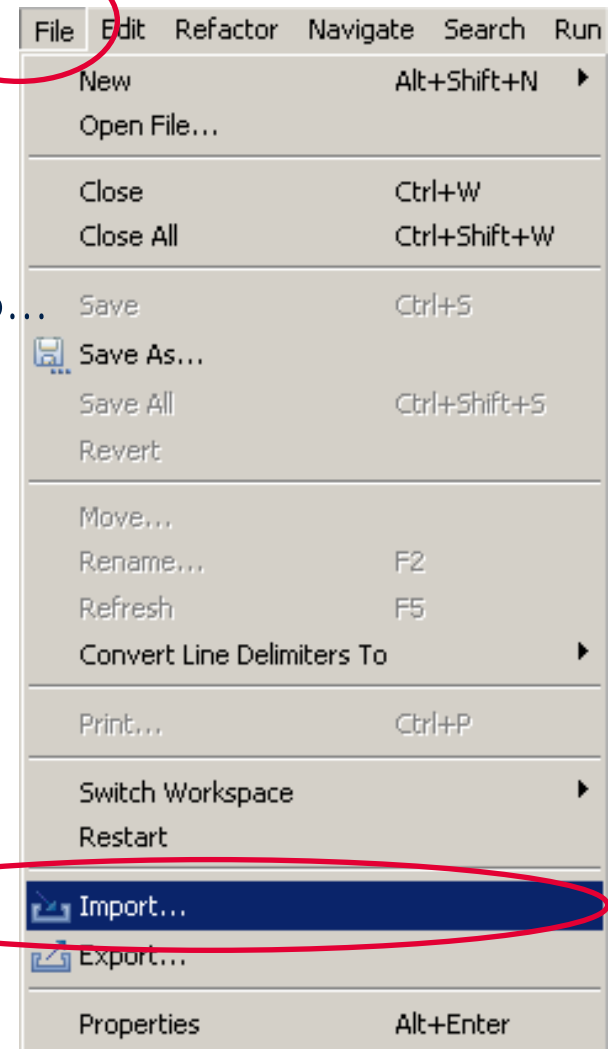 File Edit Refactor Navigate Search Run
New Alt+Shift+N
Open File...
Close Ctrl+W
Close All Ctrl+Shift+W
Save Ctrl+S
Save As...
Save All Ctrl+Shift+S
Revert
Move...
Rename... F2
Refresh F5
Convert Line Delimiters To
Print... Ctrl+P
Switch Workspace
Restart
Import...
Export...
Properties Alt+Enter